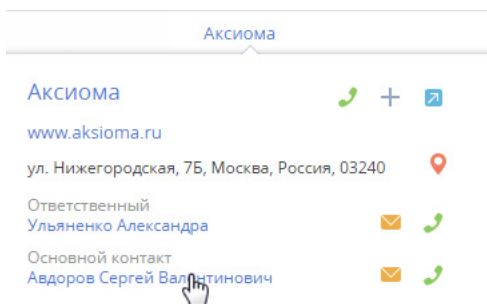 Аксиома
Аксиома
www.aksioma.ru
ул. Нижегородская, 7Б, Москва, Россия, 03240
Ответственный
Ульяненко Александра
Основной контакт
Авдоров Сергей Валентинович